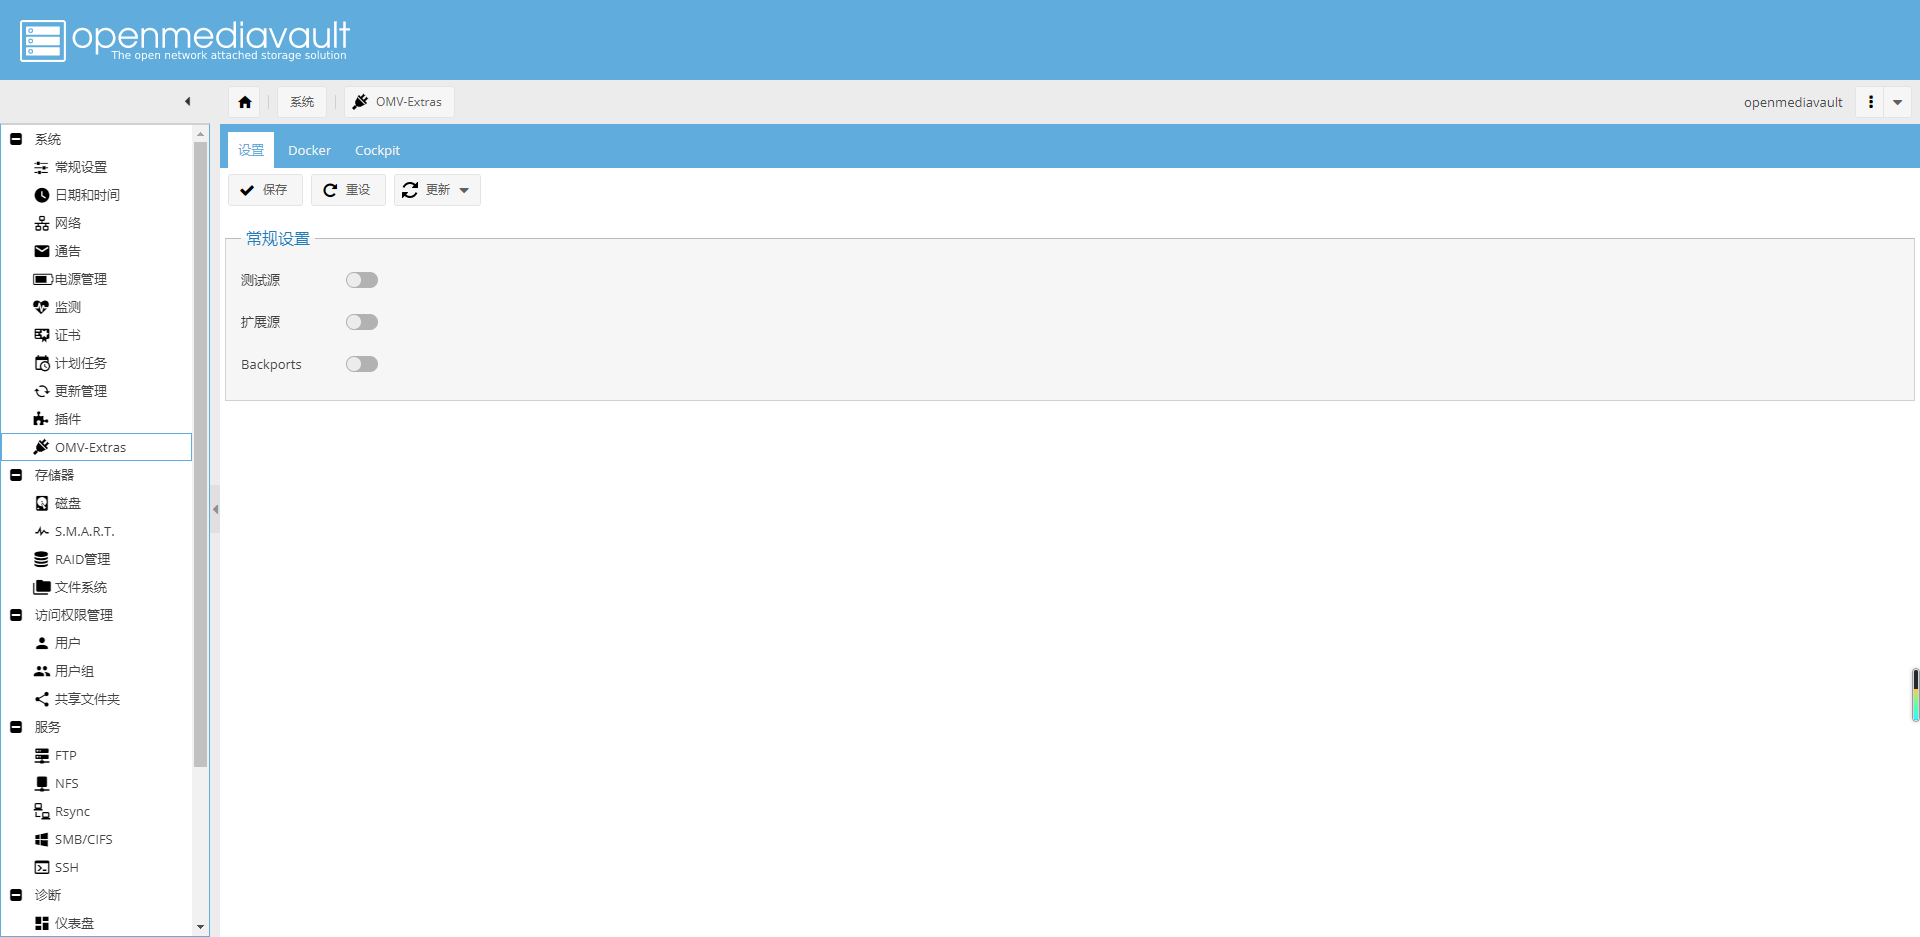 openmediavault
The open network attached storage solution
系统
OMV-Extras
openmediavault
系统
常规设置
日期和时间
网络
通告
电源管理
监测
证书
计划任务
更新管理
插件
OMV-Extras
存储器
磁盘
S.M.A.R.T.
RAID管理
文件系统
访问权限管理
用户
用户组
共享文件夹
服务
FTP
NFS
Rsync
SMB/CIFS
SSH
诊断
仪表盘
设置
Docker
Cockpit
保存
重设
更新
常规设置
测试源
扩展源
Backports